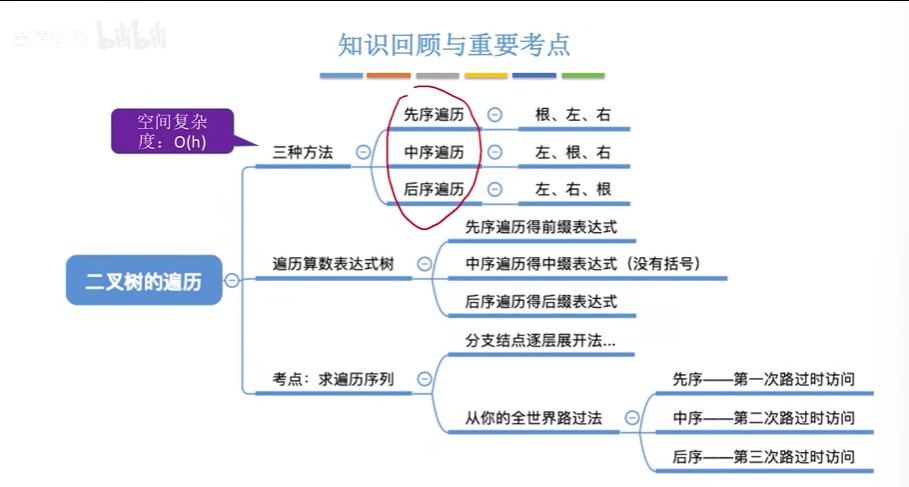 bilibili
知识回顾与重要考点
空间复杂
度：O(h)
先序遍历
根、左、右
三种方法
中序遍历
左、根、右
后序遍历
左、右、根
先序遍历得前缀表达式
二叉树的遍历
遍历算数表达式树
中序遍历得中缀表达式（没有括号）
后序遍历得后缀表达式
分支结点逐层展开法...
考点：求遍历序列
从你的全世界路过法
先序——第一次路过时访问
中序——第二次路过时访问
后序——第三次路过时访问